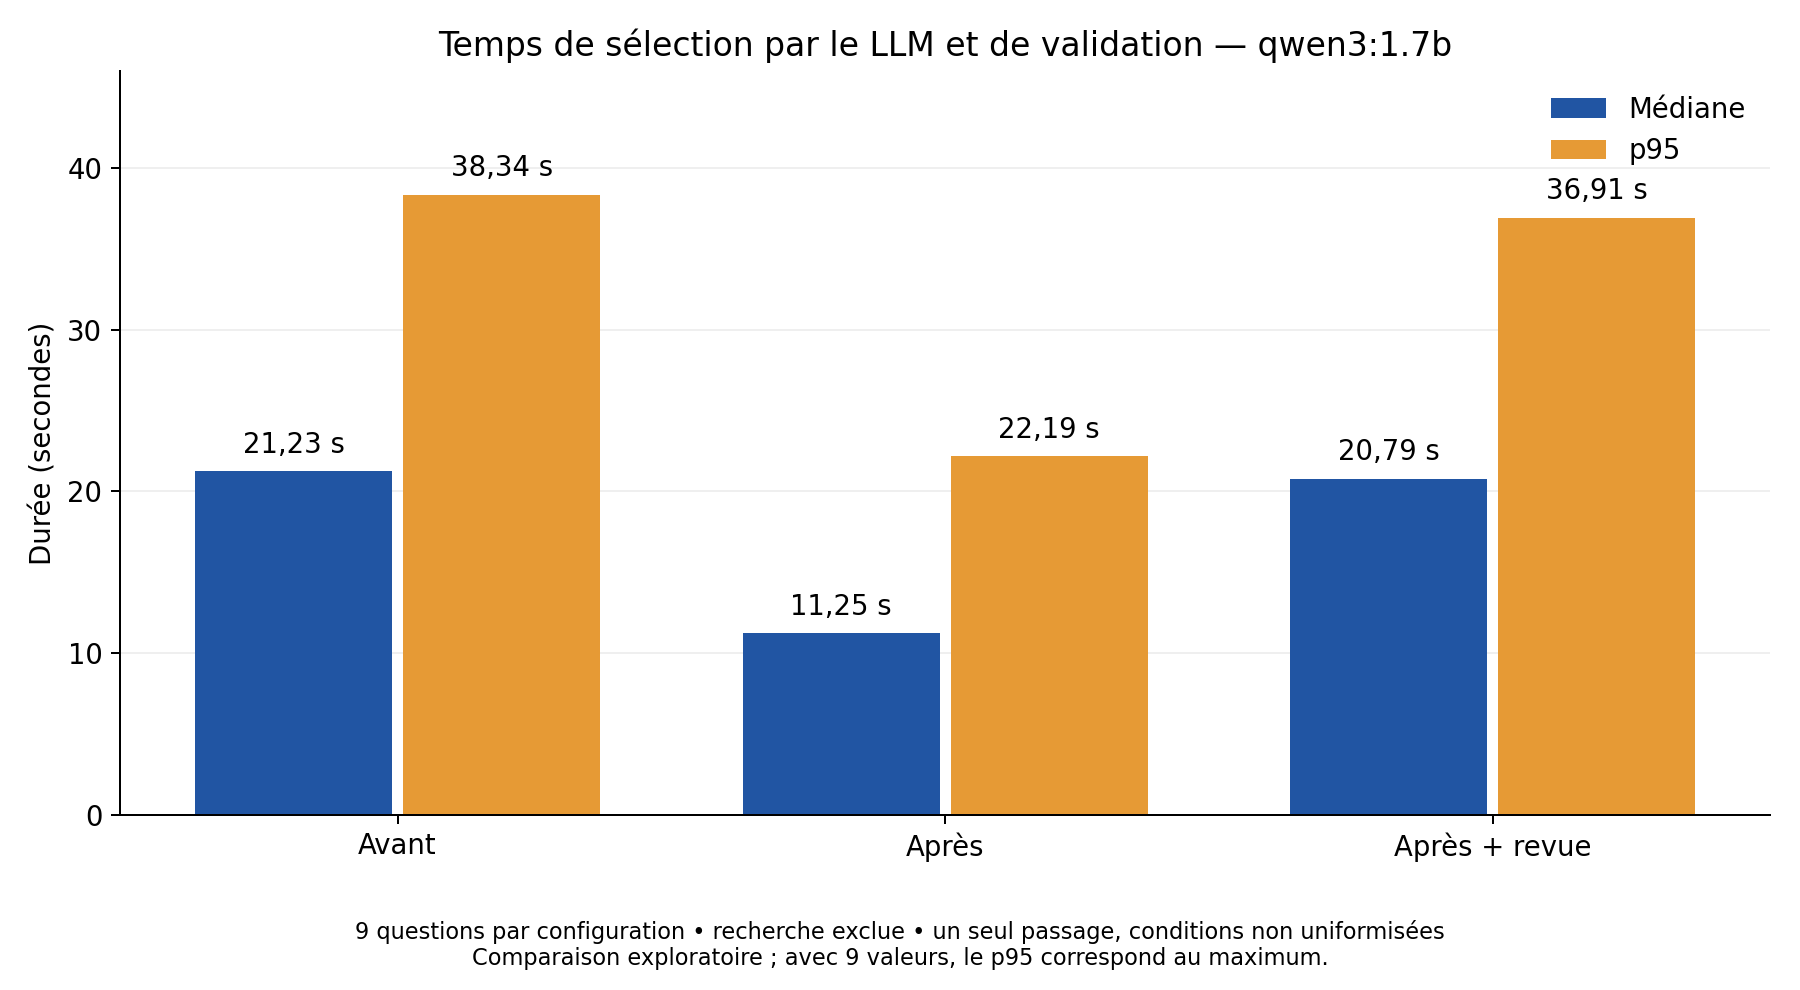 Temps de sélection par le LLM et de validation — qwen3:1.7b
Médiane
p95
Durée (secondes)
40
30
20
10
0
21,23 s
38,34 s
11,25 s
22,19 s
20,79 s
36,91 s
Avant
Après
Après + revue
9 questions par configuration • recherche exclue • un seul passage, conditions non uniformisées
Comparaison exploratoire ; avec 9 valeurs, le p95 correspond au maximum.